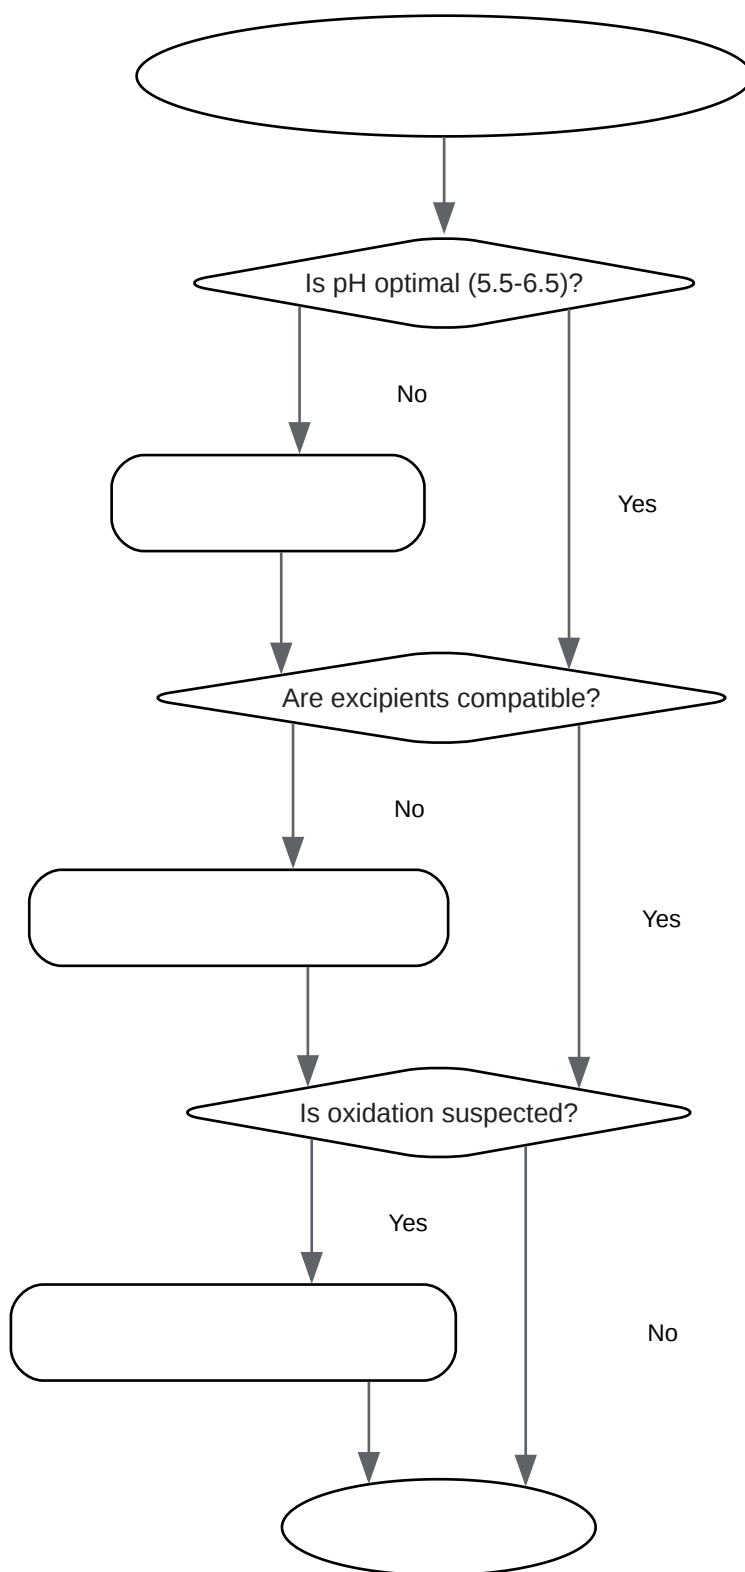 Is pH optimal (5.5-6.5)?
No
Yes
Are excipients compatible?
No
Yes
Is oxidation suspected?
Yes
No